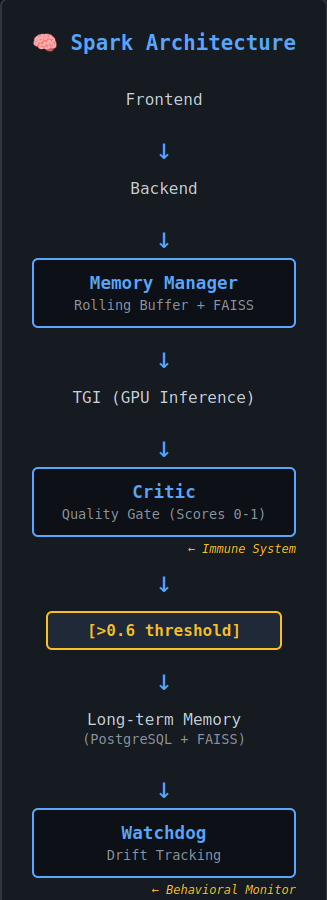 🧠 Spark Architecture
Frontend
↓
Backend
↓
Memory Manager
Rolling Buffer + FAISS
↓
TGI (GPU Inference)
↓
Critic
Quality Gate (Scores 0-1)
← Immune System
↓
[>0.6 threshold]
↓
Long-term Memory
(PostgreSQL + FAISS)
↓
Watchdog
Drift Tracking
← Behavioral Monitor